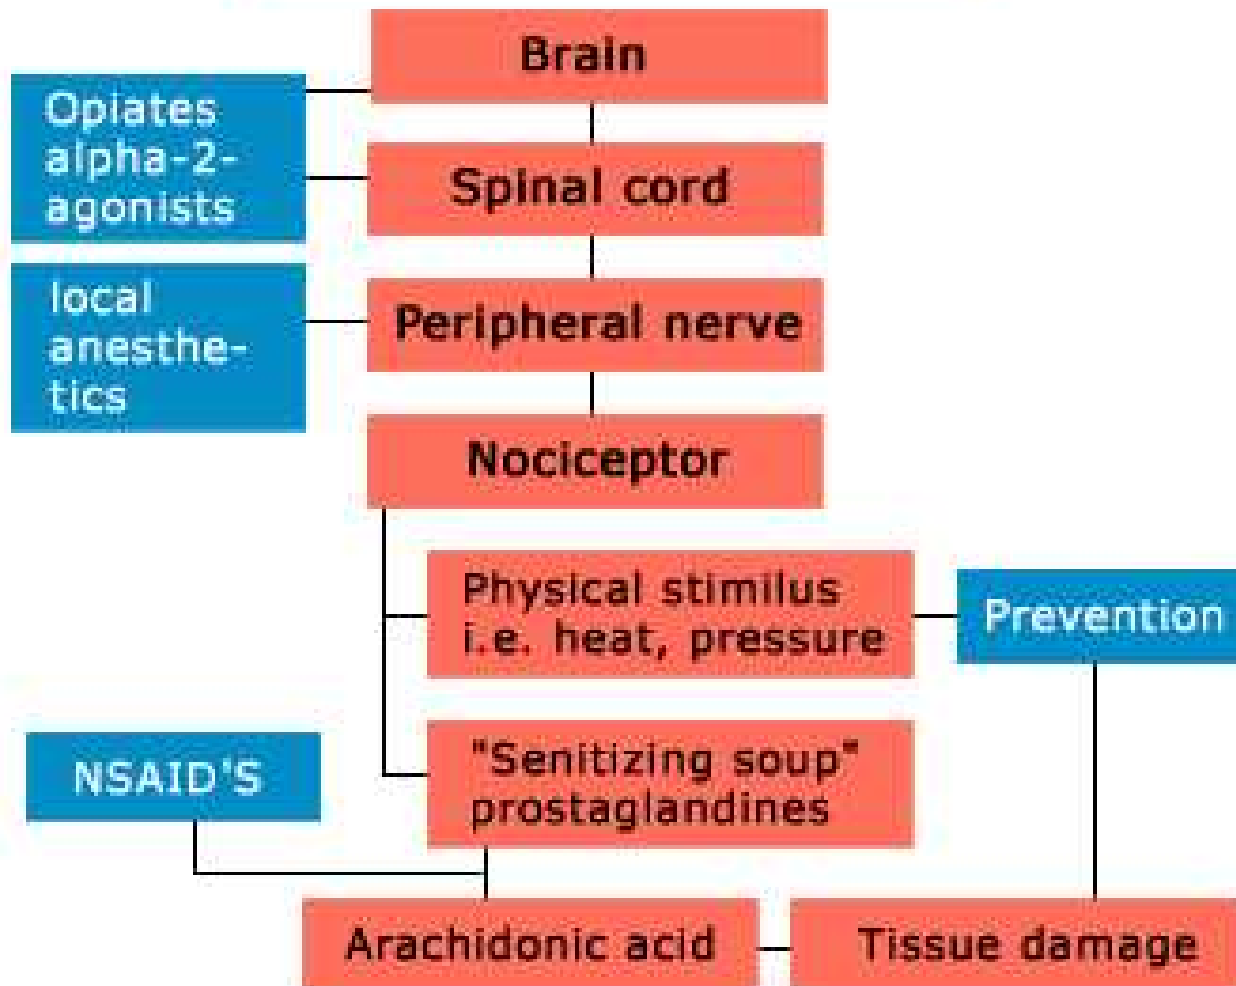 Brain
Opiates
alpha-2-
agonists
Spinal cord
local
anesthe-
tics
Peripheral nerve
Nociceptor
Physical stimilus
i.e. heat, pressure
Prevention
NSAID'S
"Senitizing soup"
prostaglandines
Arachidonic acid
Tissue damage